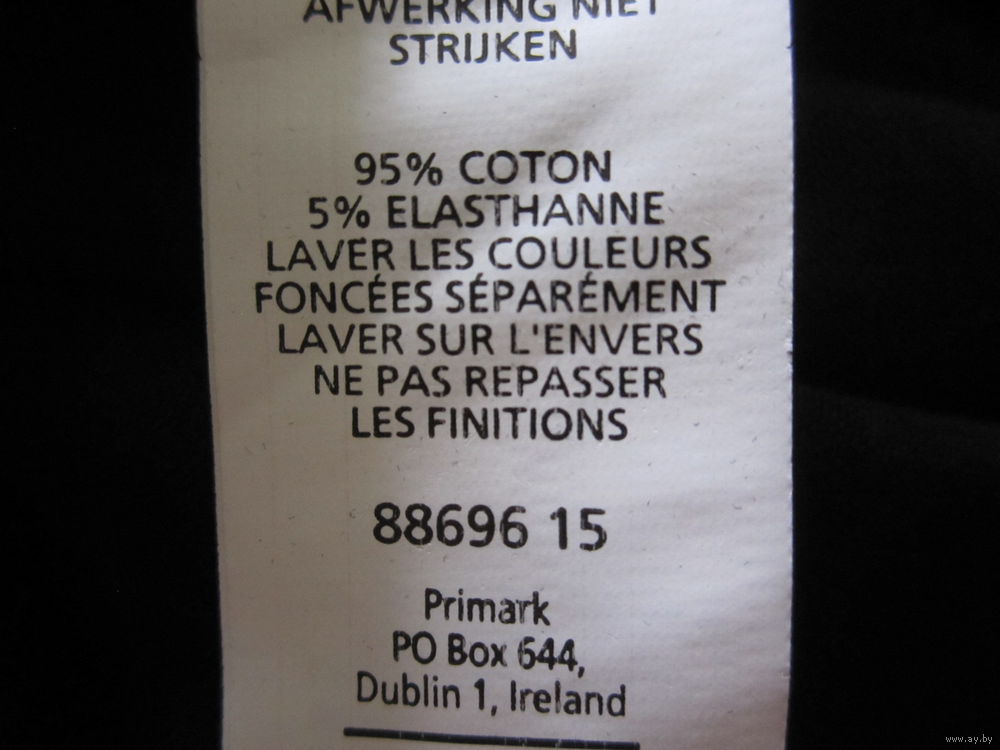 AFWERKING NIET
STRIJKEN
95% COTON
5% ELASTHANNE
LAVER LES COULEURS
FONCÉES SÉPARÉMENT
LAVER SUR L'ENVERS
NE PAS REPASSER
LES FINITIONS
88696 15
Primark
PO Box 644,
Dublin 1, Ireland
www.ay.by